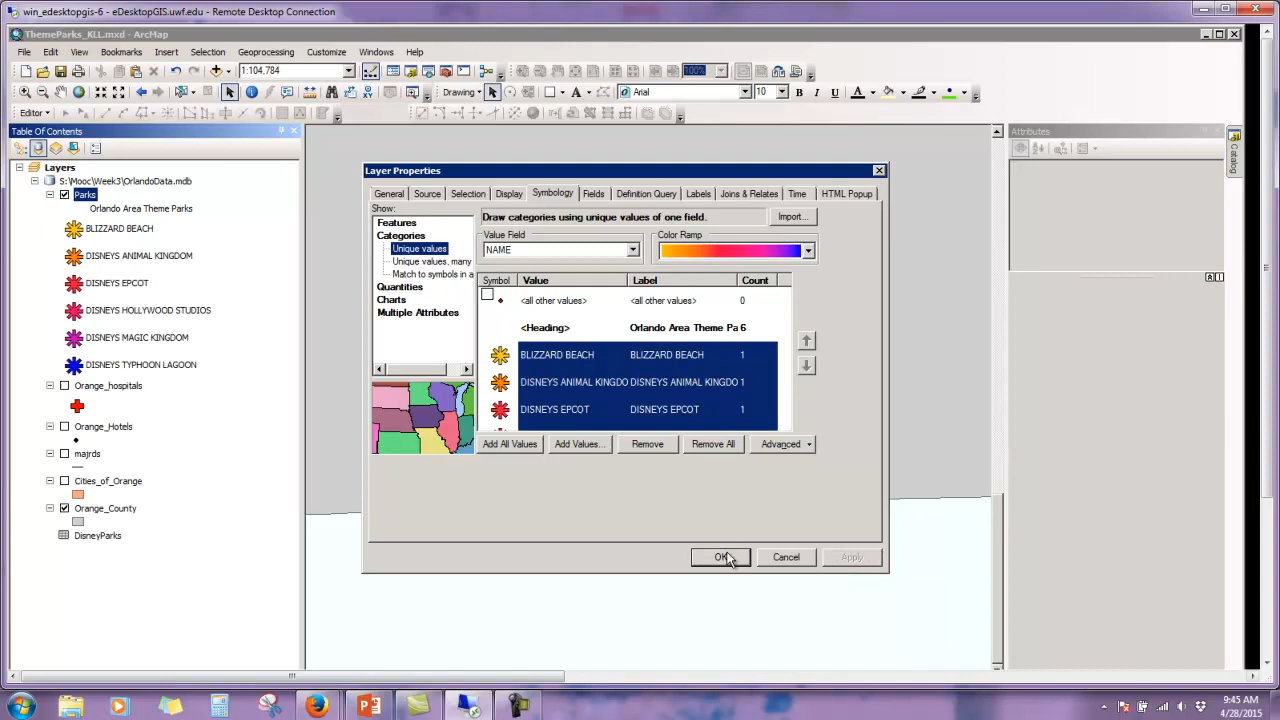 win_edesktopgis-6 - eDesktopGIS.uwf.edu - Remote Desktop Connection
ThemeParks_KLL.mxd - ArcMap
File Edit View Bookmarks Insert Selection Geoprocessing Customize Windows Help
1:104,784 100%
Drawing Arial 10 B I U A
Editor
Table Of Contents
Layers
S:\Mooc\Week3\OrlandoData.mdb
Parks
Orlando Area Theme Parks
BLIZZARD BEACH
DISNEYS ANIMAL KINGDOM
DISNEYS EPCOT
DISNEYS HOLLYWOOD STUDIOS
DISNEYS MAGIC KINGDOM
DISNEYS TYPHOON LAGOON
Orange_hospitals
Orange_Hotels
majrds
Cities_of_Orange
Orange_County
DisneyParks
Layer Properties
General Source Selection Display Symbology Fields Definition Query Labels Joins & Relates Time HTML Popup
Show:
Features
Categories
Unique values
Unique values, many
Match to symbols in a
Quantities
Charts
Multiple Attributes
Draw categories using unique values of one field. Import...
Value Field Color Ramp
NAME
Symbol Value Label Count
<all other values> <all other values> 0
<Heading> Orlando Area Theme Pa 6
BLIZZARD BEACH BLIZZARD BEACH 1
DISNEYS ANIMAL KINGDO DISNEYS ANIMAL KINGDO 1
DISNEYS EPCOT DISNEYS EPCOT 1
Add All Values Add Values... Remove Remove All Advanced
OK Cancel Apply
Attributes
Catalog
9:45 AM
4/28/2015